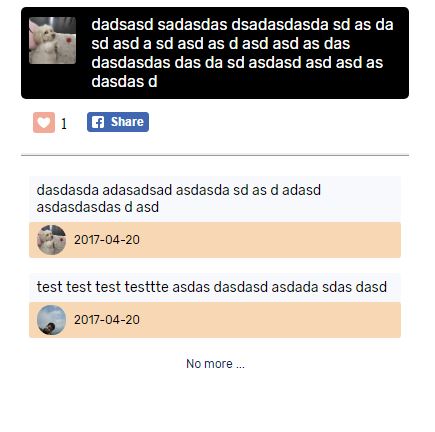 dadsasd sadasdas dsadasdasda sd as da
sd asd a sd asd as d asd asd as das
dasdasdas das da sd asdasd asd asd as
dasdas d
1
Share
dasdasda adasadsad asdasda sd as d adasd
asdasdasdas d asd
2017-04-20
test test test testtte asdas dasdasd asdada sdas dasd
2017-04-20
No more ...